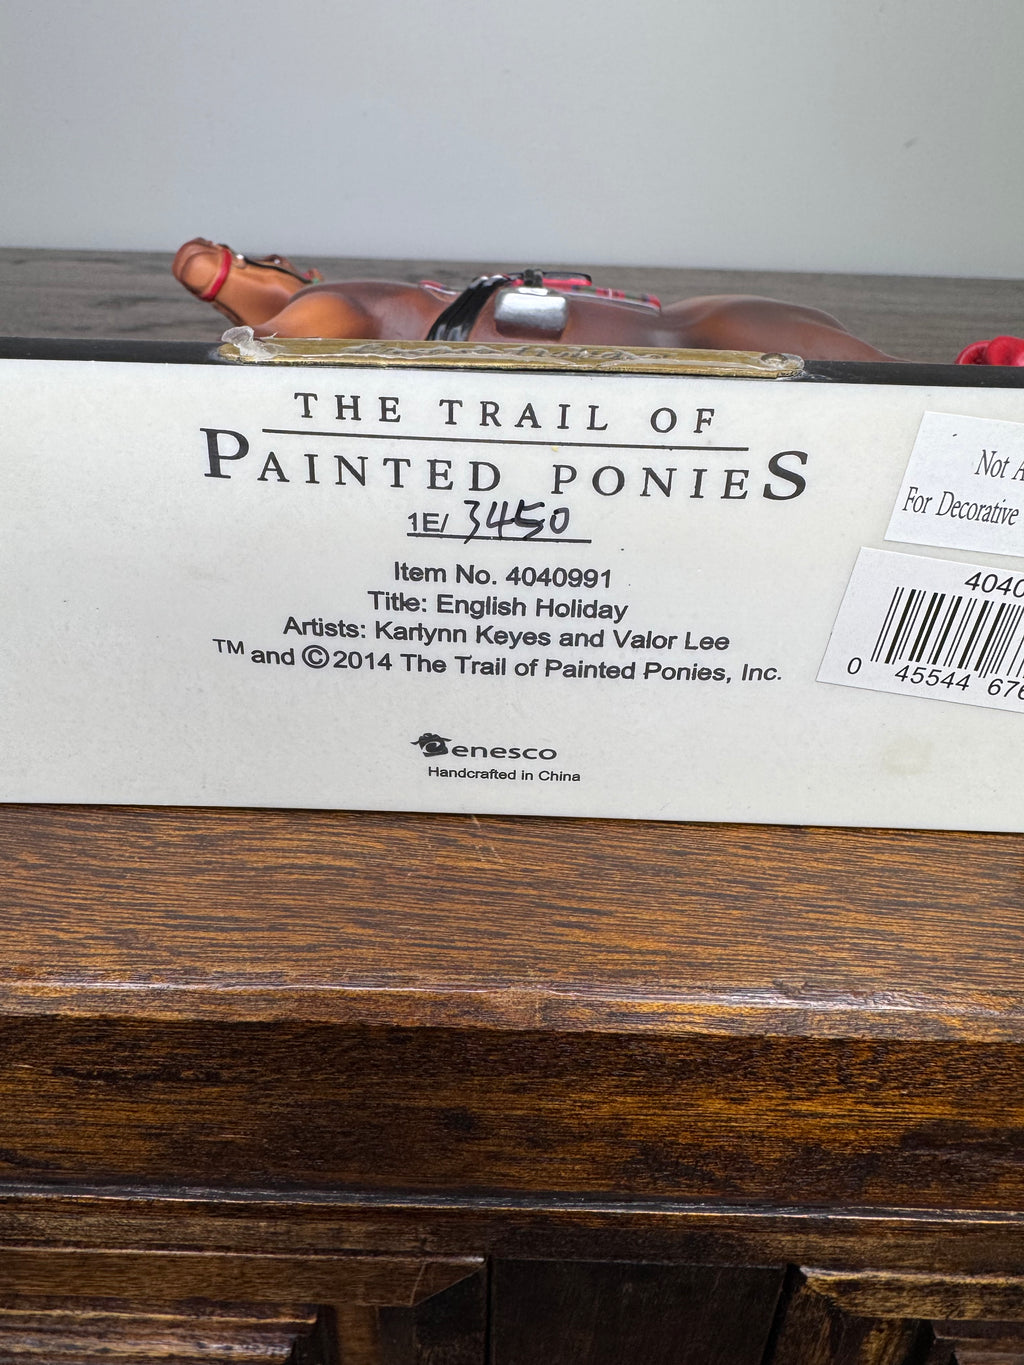 THE TRAIL OF
PAINTED PONIES
1E/ 3450
Item No. 4040991
Title: English Holiday
Artists: Karlynn Keyes and Valor Lee
TM and ©2014 The Trail of Painted Ponies, Inc.
enesco
Handcrafted in China
Not A
For Decorative
4040
0 45544 676